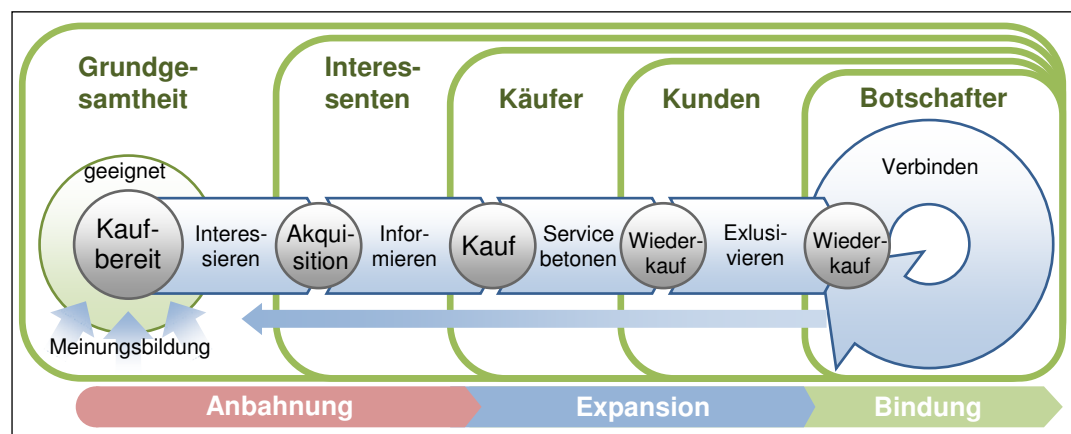 Grundge-
samtheit
Interes-
senten
Käufer
Kunden
Botschafter
geeignet
Kauf-
bereit
Interes-
sieren
Akqui-
sition
Infor-
mieren
Kauf
Service
betonen
Wieder-
kauf
Exlusi-
vieren
Wieder-
kauf
Verbinden
Meinungsbildung
Anbahnung
Expansion
Bindung